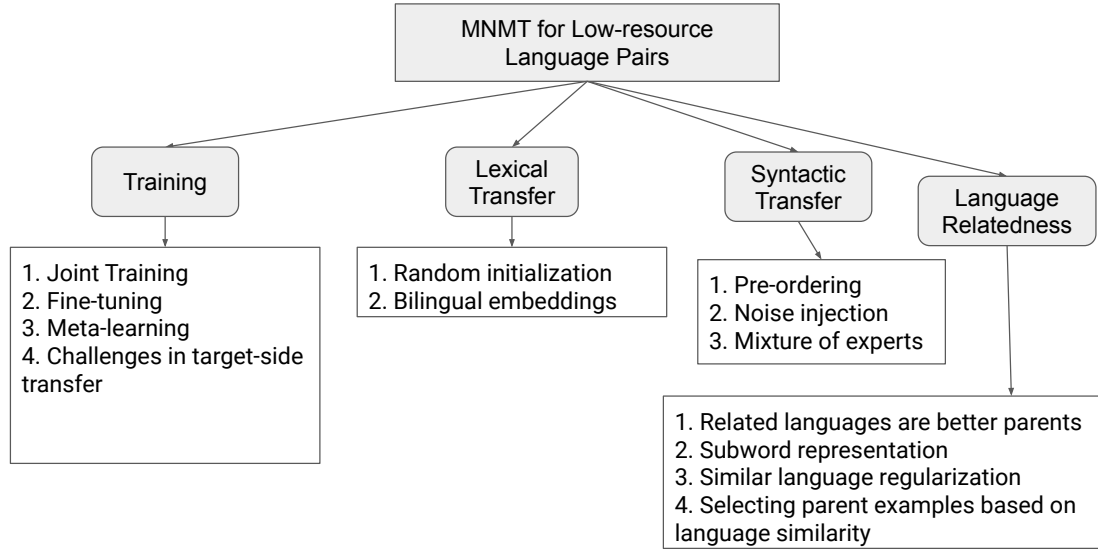 MNMT for Low-resource
Language Pairs
Training
Lexical
Transfer
Syntactic
Transfer
Language
Relatedness
1. Joint Training
2. Fine-tuning
3. Meta-learning
4. Challenges in target-side
transfer
1. Random initialization
2. Bilingual embeddings
1. Pre-ordering
2. Noise injection
3. Mixture of experts
1. Related languages are better parents
2. Subword representation
3. Similar language regularization
4. Selecting parent examples based on
language similarity